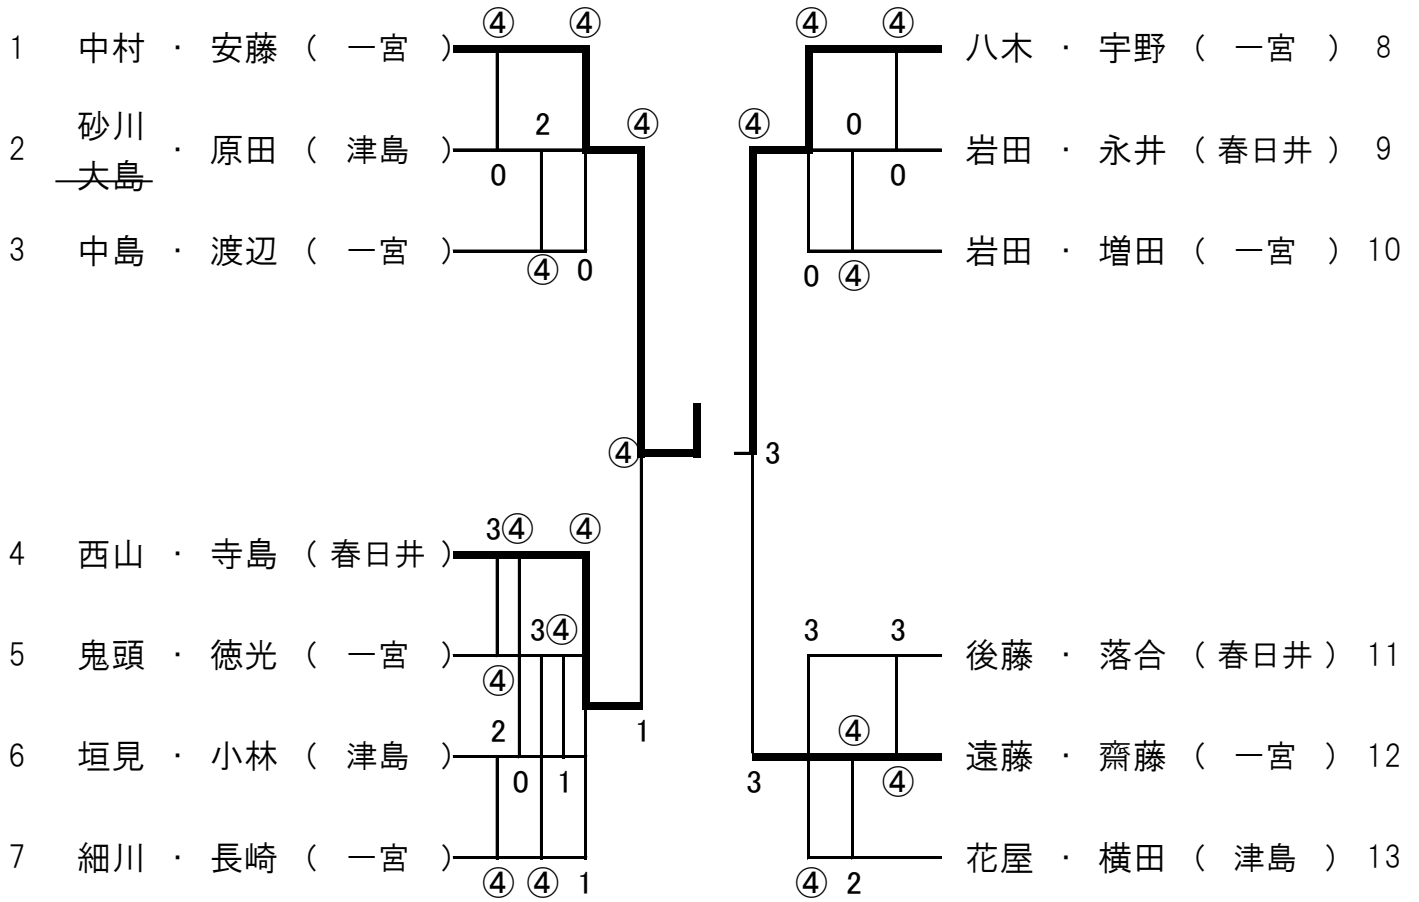 ④ ④ ④ ④
1 中村 ・ 安藤 ( 一宮 ) 八木 ・ 宇野 ( 一宮 ) 8
砂川 2 ④ ④ 0
2 ・ 原田 ( 津島 ) 岩田 ・ 永井 ( 春日井 ) 9
大島 0 0
3 中島 ・ 渡辺 ( 一宮 ) 岩田 ・ 増田 ( 一宮 ) 10
④ 0 0 ④
④ 3
3④ ④
4 西山 ・ 寺島 ( 春日井 )
3④ 3 3
5 鬼頭 ・ 徳光 ( 一宮 ) 後藤 ・ 落合 ( 春日井 ) 11
④
2 1 ④
6 垣見 ・ 小林 ( 津島 ) 遠藤 ・ 齋藤 ( 一宮 ) 12
0 1 3 ④
7 細川 ・ 長崎 ( 一宮 ) 花屋 ・ 横田 ( 津島 ) 13
④ ④ 1 ④ 2